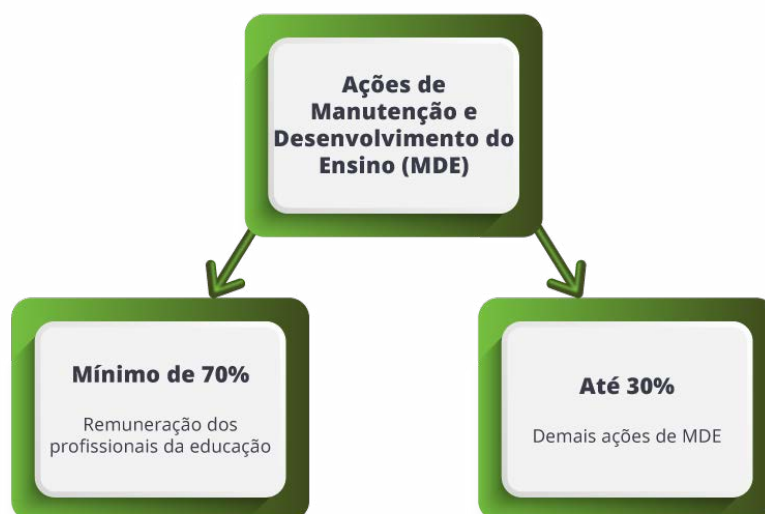 Ações de
Manutenção e
Desenvolvimento do
Ensino (MDE)
Mínimo de 70%
Remuneração dos
profissionais da educação
Até 30%
Demais ações de MDE